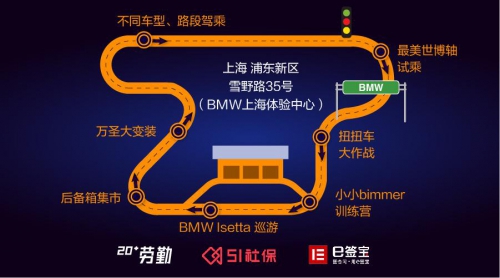 不同车型、路段驾乘
最美世博轴
试乘
上海 浦东新区
雪野路35号
（BMW上海体验中心）
BMW
万圣大变装
扭扭车
大作战
后备箱集市
小小bimmer
训练营
BMW Isetta 巡游
20+劳勤
51社保
e签宝